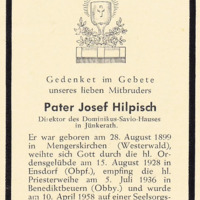 Gedenket im Gebete
unseres lieben Mitbruders
Pater Josef Hilpisch
Direktor des Dominikus-Savio-Hauses
in Jünkerath.
Er war geboren am 28. August 1899
in Mengerskirchen (Westerwald),
weihte sich Gott durch die hl. Or-
densgelübde am 15. August 1928 in
Ensdorf (Obpf.), empfing die hl.
Priesterweihe am 5. Juli 1936 in
Benediktbeuern (Obby.) und wurde
am 10. April 1958 auf einer Seelsorgs-